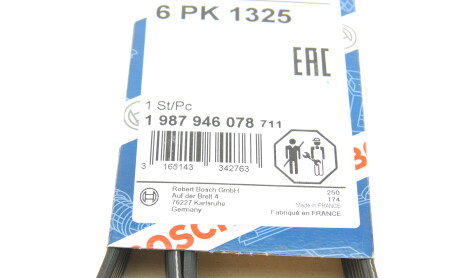 6 PK 1325
EAC
1 St/Pc
1 987 946 078 711
3 165143 342763
Robert Bosch GmbH
Auf der Breit 4
76227 Karlsruhe
Germany
250
174
Made in FRANCE
Fabriqué en FRANCE
BOSCH